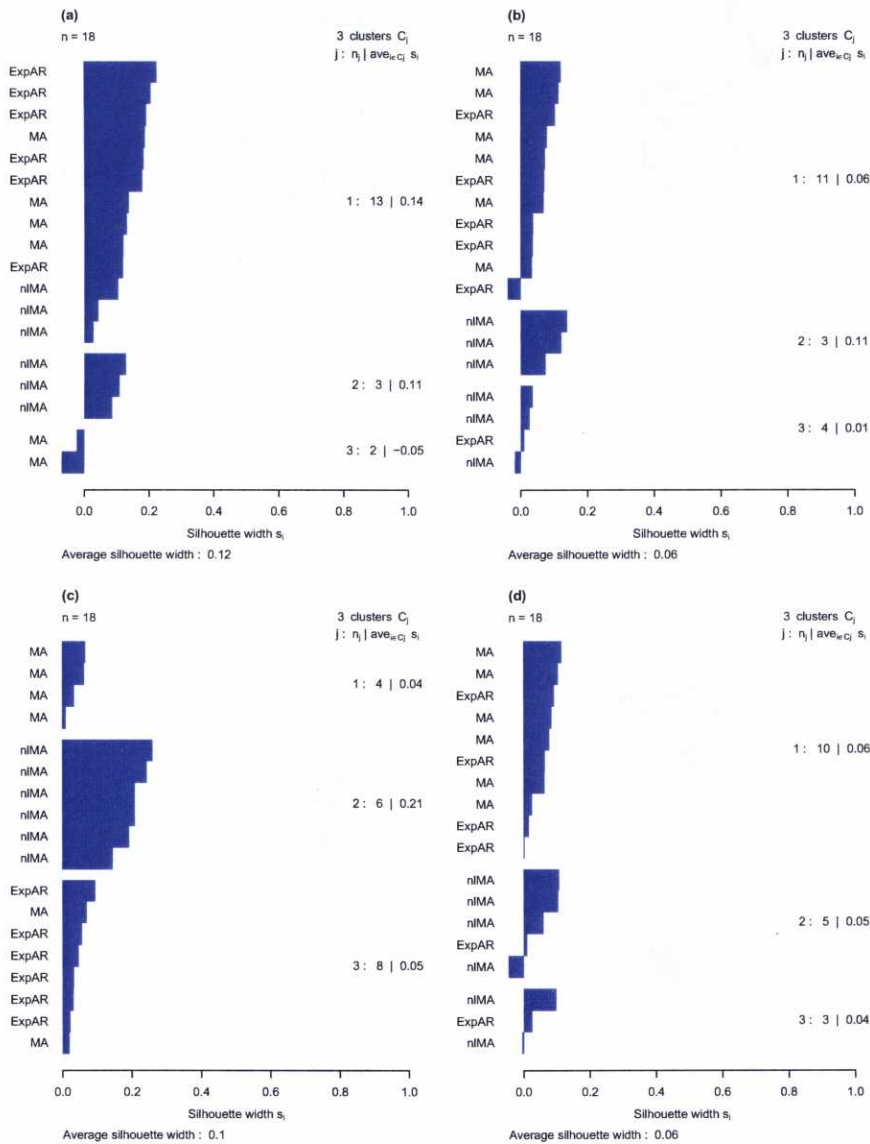 (a)
n = 18
3 clusters Cj
j : nj | avei∈Cj si
ExpAR
ExpAR
ExpAR
MA
ExpAR
ExpAR
MA
1 : 13 | 0.14
MA
MA
ExpAR
nlMA
nlMA
nlMA
nlMA
nlMA
2 : 3 | 0.11
nlMA
MA
3 : 2 | −0.05
MA
0.0 0.2 0.4 0.6 0.8 1.0
Silhouette width si
Average silhouette width : 0.12
(b)
n = 18
3 clusters Cj
j : nj | avei∈Cj si
MA
MA
ExpAR
MA
MA
ExpAR
1 : 11 | 0.06
MA
ExpAR
ExpAR
MA
ExpAR
nlMA
nlMA
2 : 3 | 0.11
nlMA
nlMA
nlMA
3 : 4 | 0.01
ExpAR
nlMA
0.0 0.2 0.4 0.6 0.8 1.0
Silhouette width si
Average silhouette width : 0.06
(c)
n = 18
3 clusters Cj
j : nj | avei∈Cj si
MA
MA
1 : 4 | 0.04
MA
MA
nlMA
nlMA
nlMA
2 : 6 | 0.21
nlMA
nlMA
nlMA
ExpAR
MA
ExpAR
ExpAR
3 : 8 | 0.05
ExpAR
ExpAR
ExpAR
MA
0.0 0.2 0.4 0.6 0.8 1.0
Silhouette width si
Average silhouette width : 0.1
(d)
n = 18
3 clusters Cj
j : nj | avei∈Cj si
MA
MA
ExpAR
MA
MA
1 : 10 | 0.06
ExpAR
MA
MA
ExpAR
ExpAR
nlMA
nlMA
nlMA
2 : 5 | 0.05
ExpAR
nlMA
nlMA
ExpAR
3 : 3 | 0.04
nlMA
0.0 0.2 0.4 0.6 0.8 1.0
Silhouette width si
Average silhouette width : 0.06